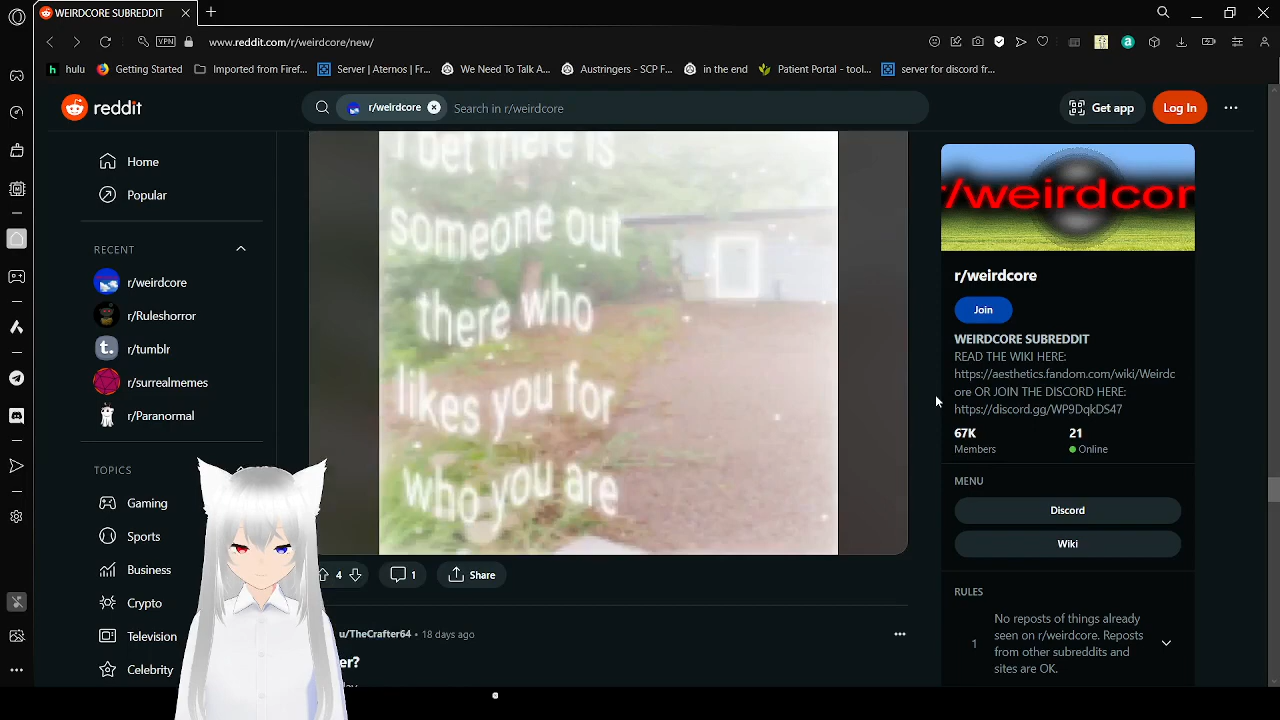 WEIRDCORE SUBREDDIT
VPN
www.reddit.com/r/weirdcore/new/
hulu
Getting Started
Imported from Firef...
Server | Aternos | Fr...
We Need To Talk A...
Austringers - SCP F...
in the end
Patient Portal - tool...
server for discord fr...
reddit
r/weirdcore
Search in r/weirdcore
Get app
Log In
Home
Popular
RECENT
r/weirdcore
r/Ruleshorror
r/tumblr
r/surrealmemes
r/Paranormal
TOPICS
Gaming
Sports
Business
Crypto
Television
Celebrity
I bet there is
someone out
there who
likes you for
who you are
4
1
Share
u/TheCrafter64 • 18 days ago
r/weirdcor
r/weirdcore
Join
WEIRDCORE SUBREDDIT
READ THE WIKI HERE:
https://aesthetics.fandom.com/wiki/Weirdc
ore OR JOIN THE DISCORD HERE:
https://discord.gg/WP9DqkDS47
67K
21
Members
Online
MENU
Discord
Wiki
RULES
1
No reposts of things already
seen on r/weirdcore. Reposts
from other subreddits and
sites are OK.